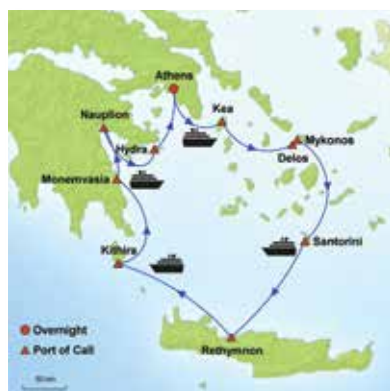 Athens
Kea
Nauplion
Mykonos
Hydra
Delos
Monemvasia
Santorini
Kithira
Overnight
Port of Call
Rethymnon